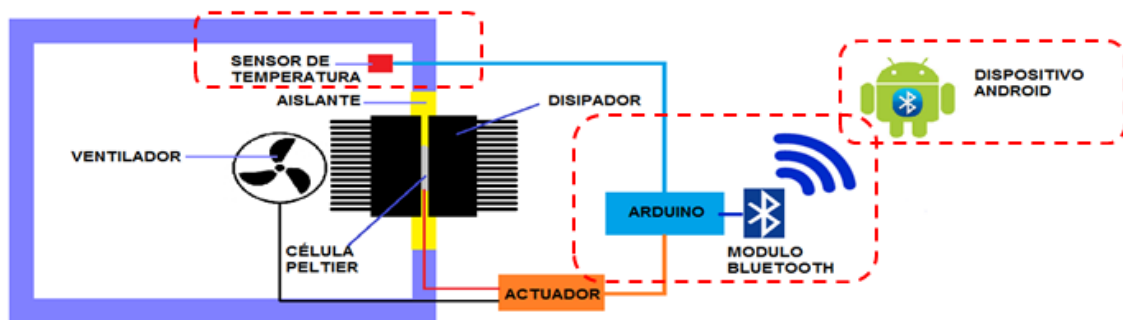 SENSOR DE
TEMPERATURA
AISLANTE
DISIPADOR
VENTILADOR
CÉLULA
PELTIER
ACTUADOR
ARDUINO
MODULO
BLUETOOTH
DISPOSITIVO
ANDROID